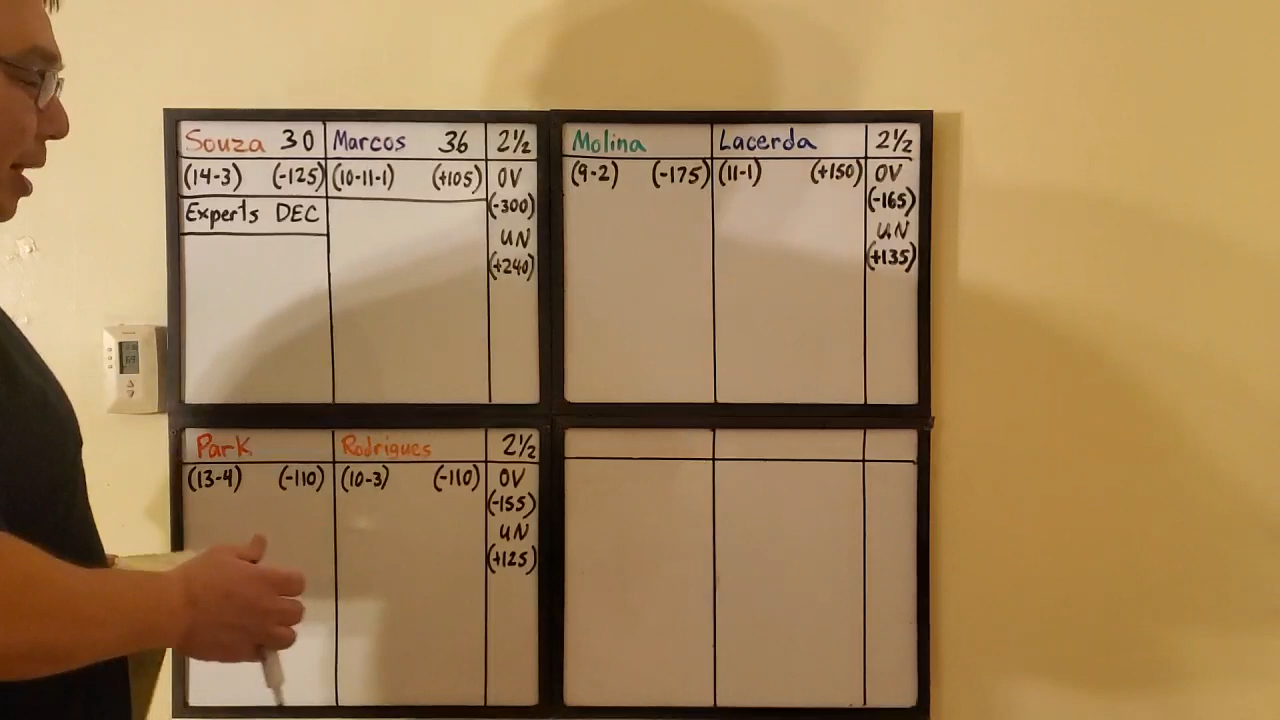 Souza 30 Marcos 36 2½
(14-3) (-125) (10-11-1) (+105) OV
Experts DEC (-300)
UN
(+240)
Molina Lacerda 2½
(9-2) (-175) (11-1) (+150) OV
(-165)
UN
(+135)
Park Rodrigues 2½
(13-4) (-110) (10-3) (-110) OV
(-155)
UN
(+125)